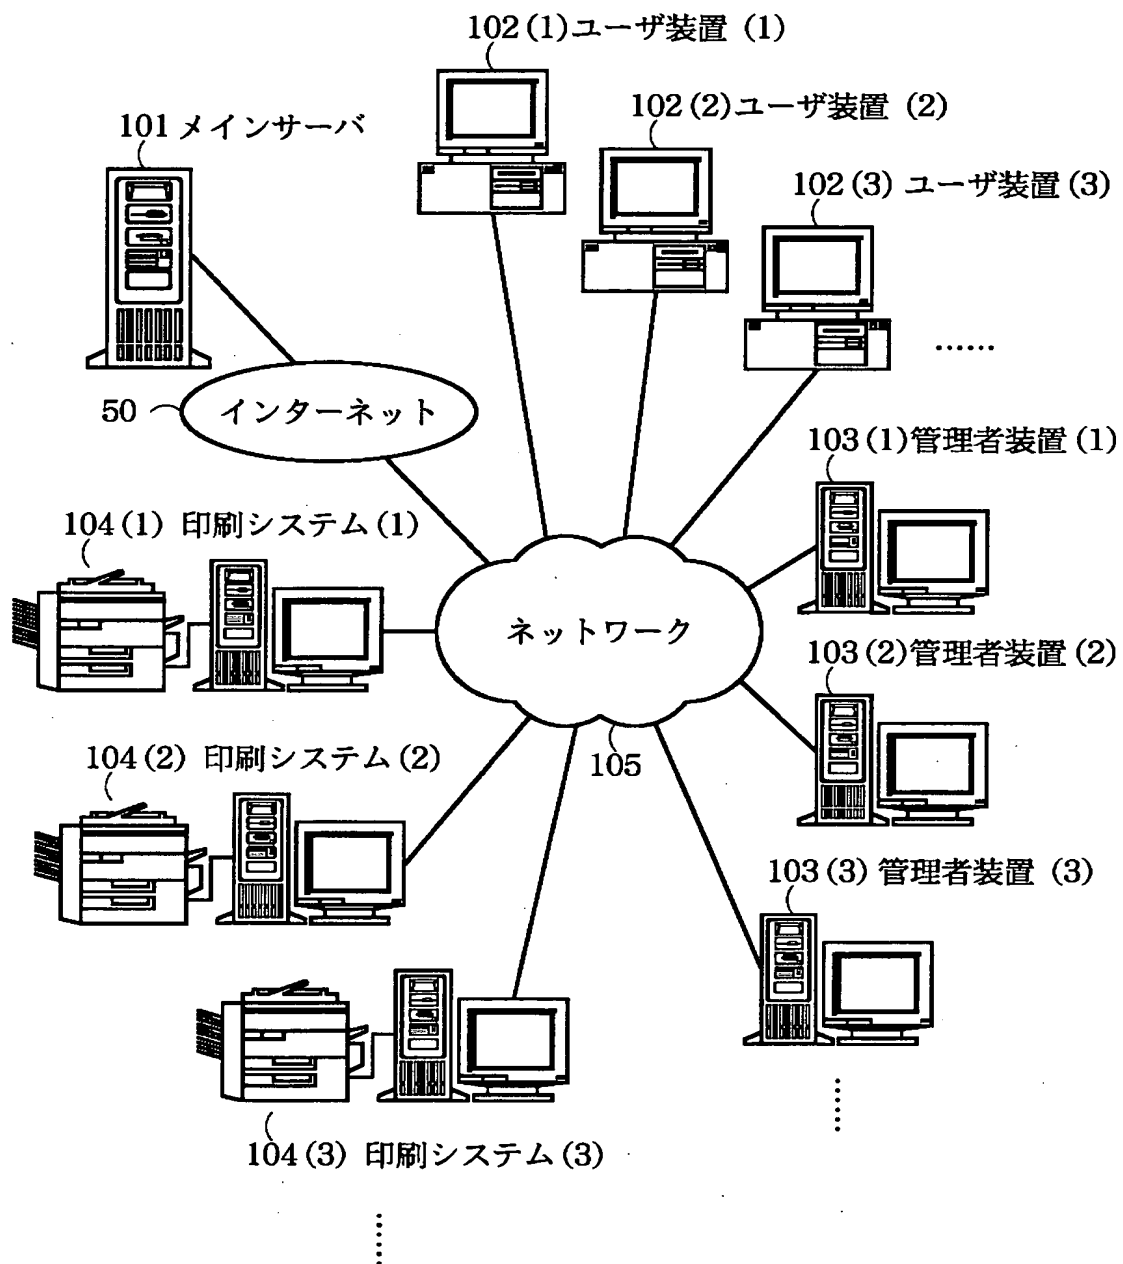 102(1)ユーザ装置 (1)
102(2)ユーザ装置 (2)
101メインサーバ
102(3) ユーザ装置(3)
......
50
インターネット
103(1)管理者装置(1)
104(1) 印刷システム(1)
ネットワーク
103(2)管理者装置(2)
104(2) 印刷システム(2)
105
103(3)管理者装置 (3)
104(3) 印刷システム(3)